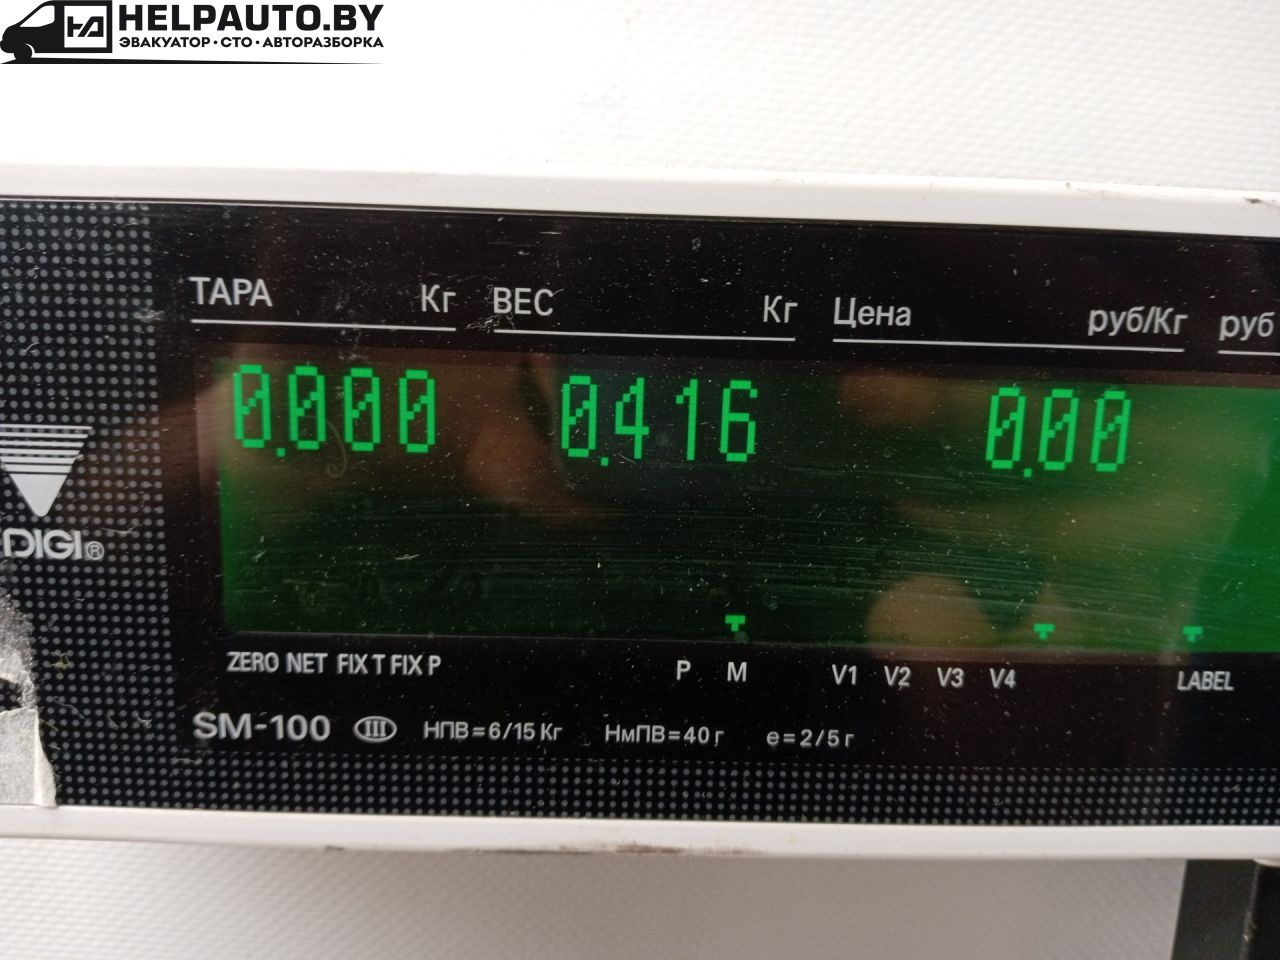 HELPAUTO.BY
ЭВАКУАТОР · СТО · АВТОРАЗБОРКА
ТАРА Кг ВЕС Кг Цена руб/Кг руб
0.000 0.416 0.00
DIGI®
ZERO NET FIX T FIX P P M V1 V2 V3 V4 LABEL
SM-100 III НПВ=6/15 Кг НмПВ=40 г e=2/5 г